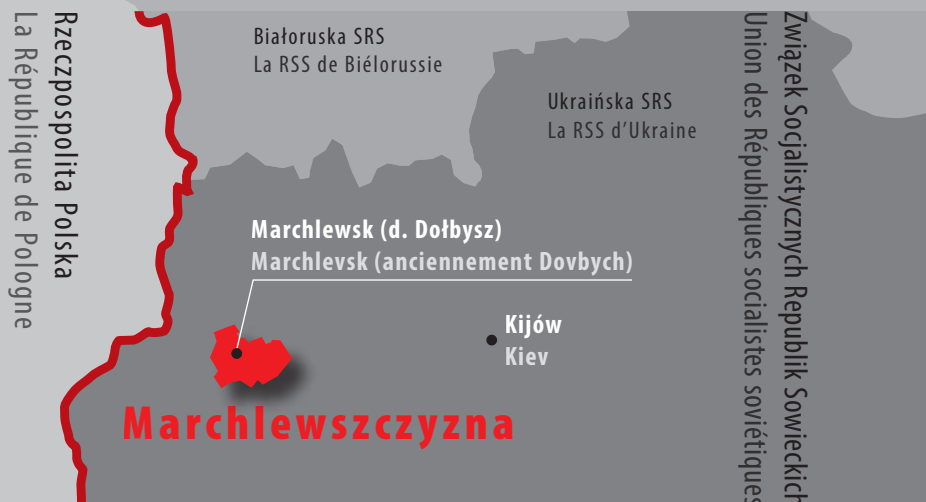 Rzeczpospolita Polska
La République de Pologne
Białoruska SRS
La RSS de Biélorussie
Ukraińska SRS
La RSS d'Ukraine
Związek Socjalistycznych Republik Sowieckich
Union des Républiques socialistes soviétiques
Marchlewsk (d. Dołbysz)
Marchlevsk (anciennement Dovbych)
Kijów
Kiev
Marchlewszczyzna